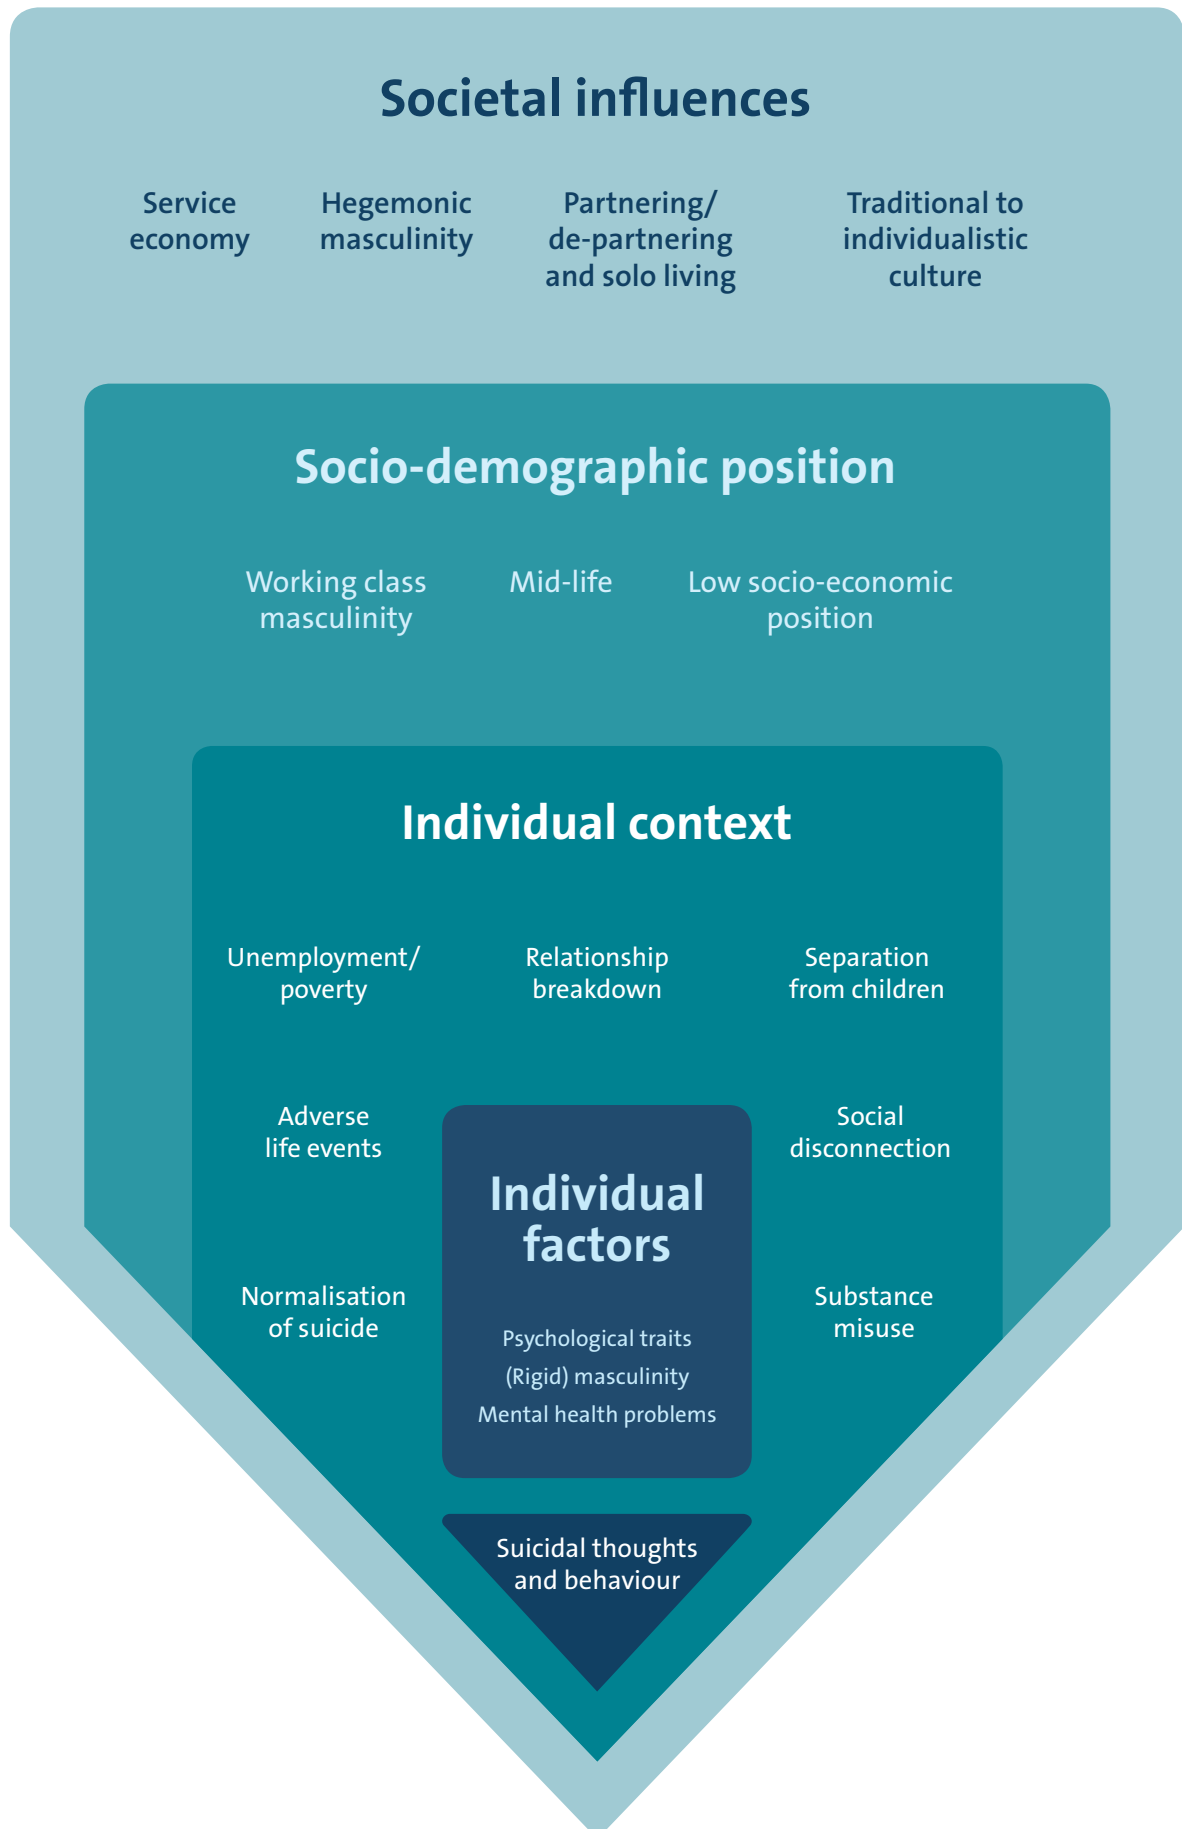 Societal influences
Service
economy
Hegemonic
masculinity
Partnering/
de-partnering
and solo living
Traditional to
individualistic
culture
Socio-demographic position
Working class
masculinity
Mid-life
Low socio-economic
position
Individual context
Unemployment/
poverty
Relationship
breakdown
Separation
from children
Adverse
life events
Social
disconnection
Individual
factors
Normalisation
of suicide
Substance
misuse
Psychological traits
(Rigid) masculinity
Mental health problems
Suicidal thoughts
and behaviour